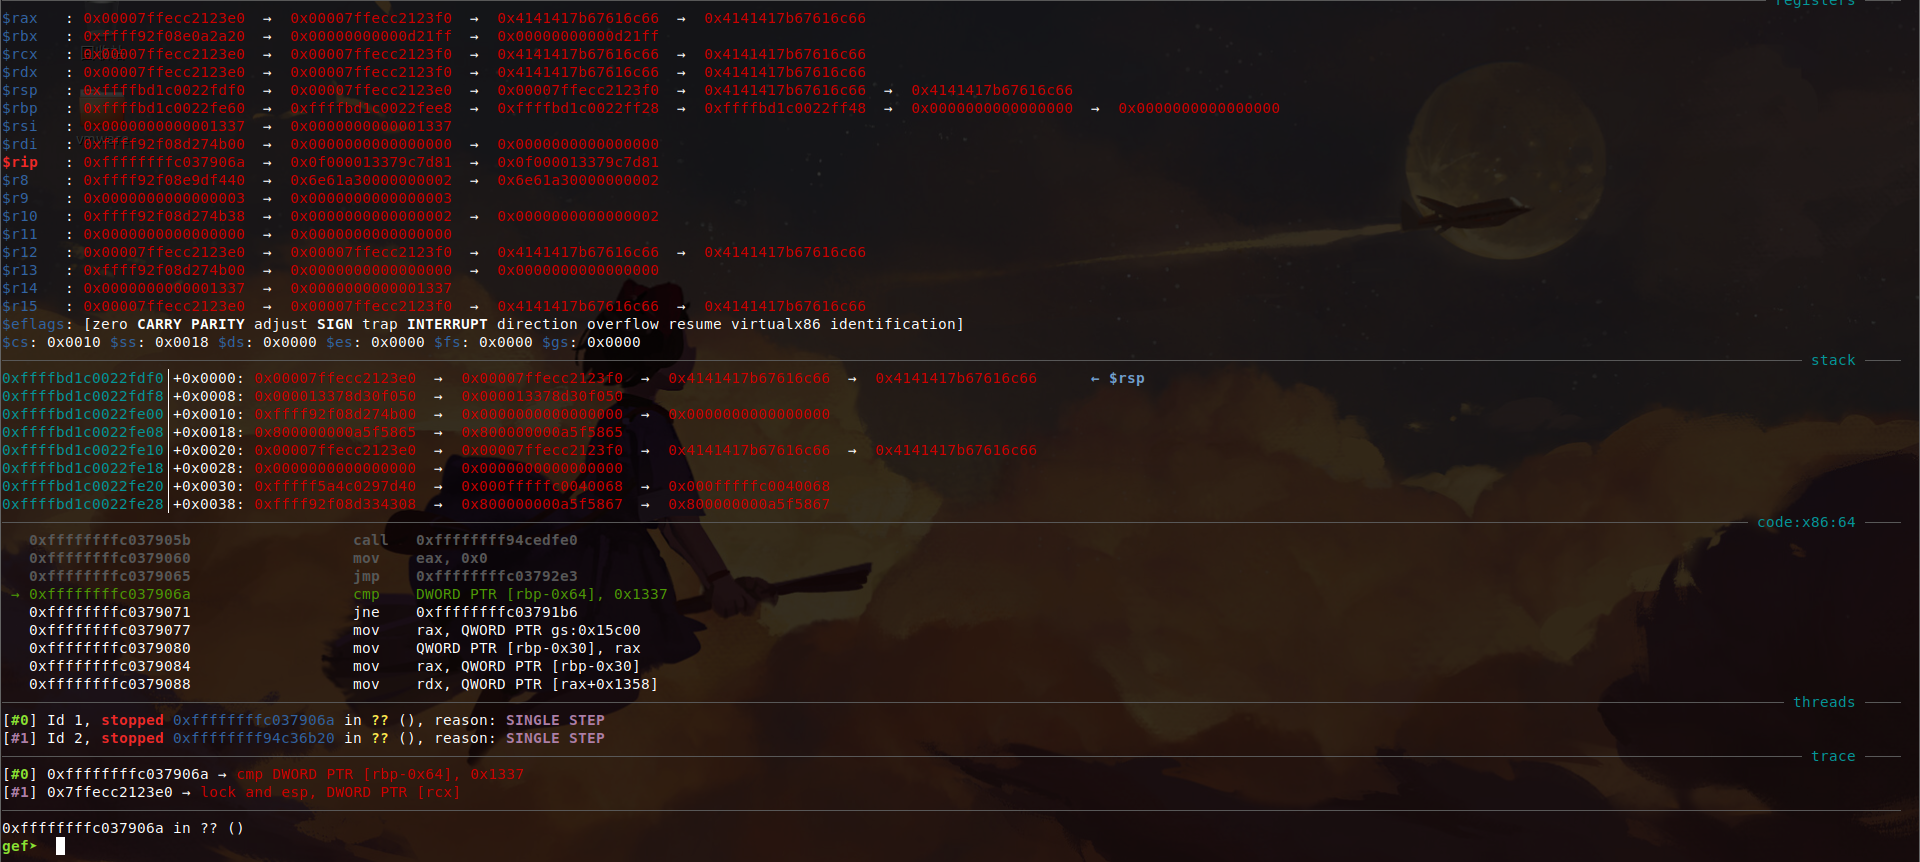 registers
$rax   : 0x00007ffecc2123e0  →  0x00007ffecc2123f0  →  0x4141417b67616c66  →  0x4141417b67616c66
$rbx   : 0xffff92f08e0a2a20  →  0x00000000000d21ff  →  0x00000000000d21ff
$rcx   : 0x00007ffecc2123e0  →  0x00007ffecc2123f0  →  0x4141417b67616c66  →  0x4141417b67616c66
$rdx   : 0x00007ffecc2123e0  →  0x00007ffecc2123f0  →  0x4141417b67616c66  →  0x4141417b67616c66
$rsp   : 0xffffbd1c0022fdf0  →  0x00007ffecc2123e0  →  0x00007ffecc2123f0  →  0x4141417b67616c66  →  0x4141417b67616c66
$rbp   : 0xffffbd1c0022fe60  →  0xffffbd1c0022fee8  →  0xffffbd1c0022ff28  →  0xffffbd1c0022ff48  →  0x0000000000000000  →  0x0000000000000000
$rsi   : 0x0000000000001337  →  0x0000000000001337
$rdi   : 0xffff92f08d274b00  →  0x0000000000000000  →  0x0000000000000000
$rip   : 0xffffffffc037906a  →  0x0f000013379c7d81  →  0x0f000013379c7d81
$r8    : 0xffff92f08e9df440  →  0x6e61a30000000002  →  0x6e61a30000000002
$r9    : 0x0000000000000003  →  0x0000000000000003
$r10   : 0xffff92f08d274b38  →  0x0000000000000002  →  0x0000000000000002
$r11   : 0x0000000000000000  →  0x0000000000000000
$r12   : 0x00007ffecc2123e0  →  0x00007ffecc2123f0  →  0x4141417b67616c66  →  0x4141417b67616c66
$r13   : 0xffff92f08d274b00  →  0x0000000000000000  →  0x0000000000000000
$r14   : 0x0000000000001337  →  0x0000000000001337
$r15   : 0x00007ffecc2123e0  →  0x00007ffecc2123f0  →  0x4141417b67616c66  →  0x4141417b67616c66
$eflags: [zero CARRY PARITY adjust SIGN trap INTERRUPT direction overflow resume virtualx86 identification]
$cs: 0x0010 $ss: 0x0018 $ds: 0x0000 $es: 0x0000 $fs: 0x0000 $gs: 0x0000
stack
0xffffbd1c0022fdf0│+0x0000: 0x00007ffecc2123e0  →  0x00007ffecc2123f0  →  0x4141417b67616c66  →  0x4141417b67616c66      ← $rsp
0xffffbd1c0022fdf8│+0x0008: 0x000013378d30f050  →  0x000013378d30f050
0xffffbd1c0022fe00│+0x0010: 0xffff92f08d274b00  →  0x0000000000000000  →  0x0000000000000000
0xffffbd1c0022fe08│+0x0018: 0x800000000a5f5865  →  0x800000000a5f5865
0xffffbd1c0022fe10│+0x0020: 0x00007ffecc2123e0  →  0x00007ffecc2123f0  →  0x4141417b67616c66  →  0x4141417b67616c66
0xffffbd1c0022fe18│+0x0028: 0x0000000000000000  →  0x0000000000000000
0xffffbd1c0022fe20│+0x0030: 0xfffff5a4c0297d40  →  0x000fffffc0040068  →  0x000fffffc0040068
0xffffbd1c0022fe28│+0x0038: 0xffff92f08d334308  →  0x800000000a5f5867  →  0x800000000a5f5867
code:x86:64
0xffffffffc037905b                  call   0xffffffff94cedfe0
0xffffffffc0379060                  mov    eax, 0x0
0xffffffffc0379065                  jmp    0xffffffffc03792e3
→ 0xffffffffc037906a                  cmp    DWORD PTR [rbp-0x64], 0x1337
0xffffffffc0379071                  jne    0xffffffffc03791b6
0xffffffffc0379077                  mov    rax, QWORD PTR gs:0x15c00
0xffffffffc0379080                  mov    QWORD PTR [rbp-0x30], rax
0xffffffffc0379084                  mov    rax, QWORD PTR [rbp-0x30]
0xffffffffc0379088                  mov    rdx, QWORD PTR [rax+0x1358]
threads
[#0] Id 1, stopped 0xffffffffc037906a in ?? (), reason: SINGLE STEP
[#1] Id 2, stopped 0xffffffff94c36b20 in ?? (), reason: SINGLE STEP
trace
[#0] 0xffffffffc037906a → cmp DWORD PTR [rbp-0x64], 0x1337
[#1] 0x7ffecc2123e0 → lock and esp, DWORD PTR [rcx]
0xffffffffc037906a in ?? ()
gef➤